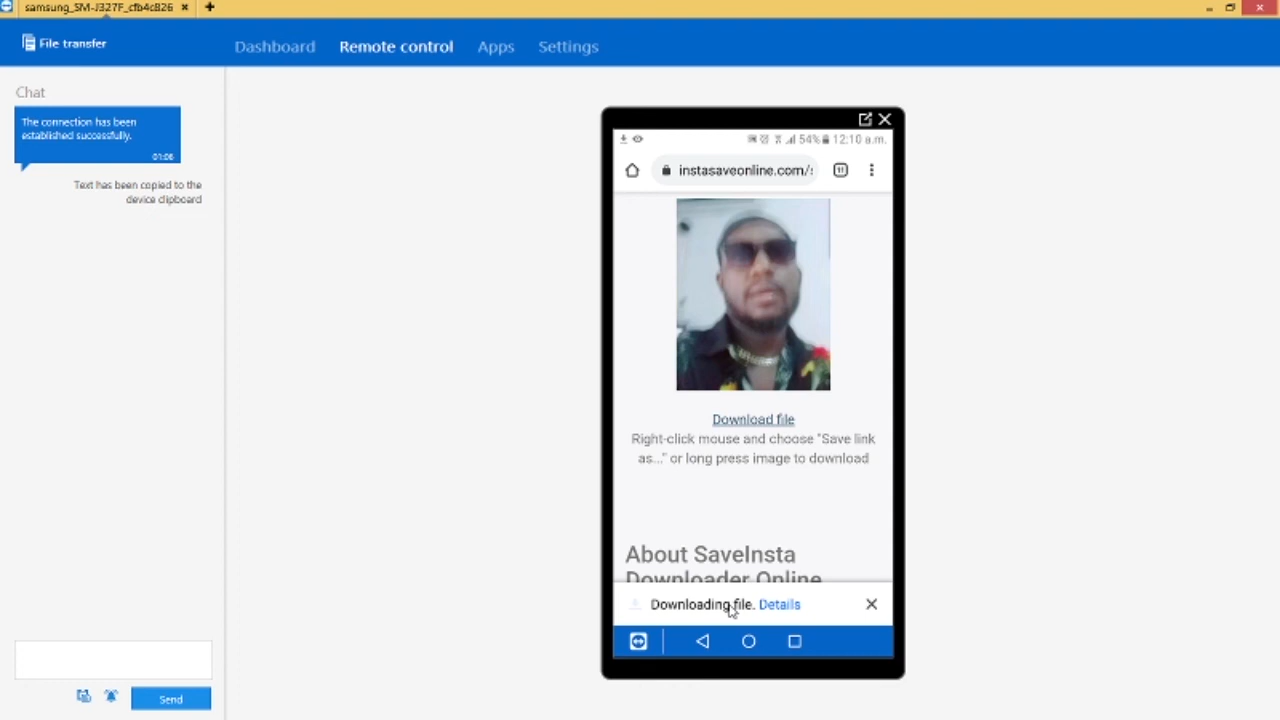 samsung_SM-J327F_cfb4c826
File transfer
Dashboard
Remote control
Apps
Settings
Chat
The connection has been
established successfully.
01:06
Text has been copied to the
device clipboard
Send
54% 12:10 a.m.
instasaveonline.com/
Download file
Right-click mouse and choose "Save link
as..." or long press image to download
About SaveInsta
Downloader Online
Downloading file. Details